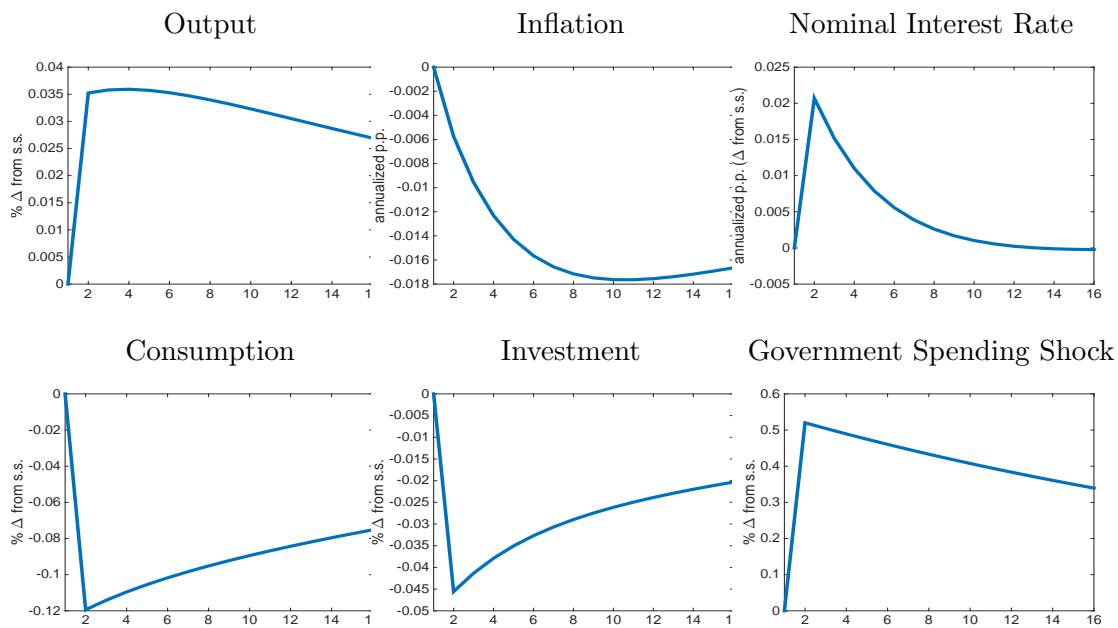 Output
% Δ from s.s.
0.04
0.035
0.03
0.025
0.02
0.015
0.01
0.005
0
2 4 6 8 10 12 14 1
Inflation
annualized p.p.
0
-0.002
-0.004
-0.006
-0.008
-0.01
-0.012
-0.014
-0.016
-0.018
2 4 6 8 10 12 14 1
Nominal Interest Rate
annualized p.p. (Δ from s.s.)
0.025
0.02
0.015
0.01
0.005
0
-0.005
2 4 6 8 10 12 14 16
Consumption
% Δ from s.s.
0
-0.02
-0.04
-0.06
-0.08
-0.1
-0.12
2 4 6 8 10 12 14 1
Investment
% Δ from s.s.
0
-0.005
-0.01
-0.015
-0.02
-0.025
-0.03
-0.035
-0.04
-0.045
-0.05
2 4 6 8 10 12 14 1
Government Spending Shock
% Δ from s.s.
0.6
0.5
0.4
0.3
0.2
0.1
0
2 4 6 8 10 12 14 16